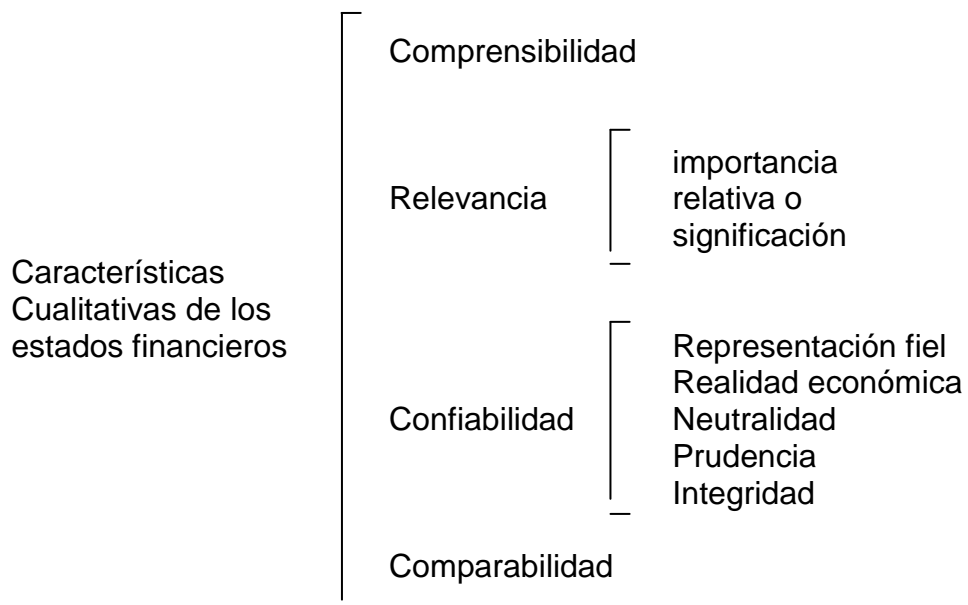 Características
Cualitativas de los
estados financieros
Comprensibilidad
Relevancia
importancia
relativa o
significación
Confiabilidad
Representación fiel
Realidad económica
Neutralidad
Prudencia
Integridad
Comparabilidad